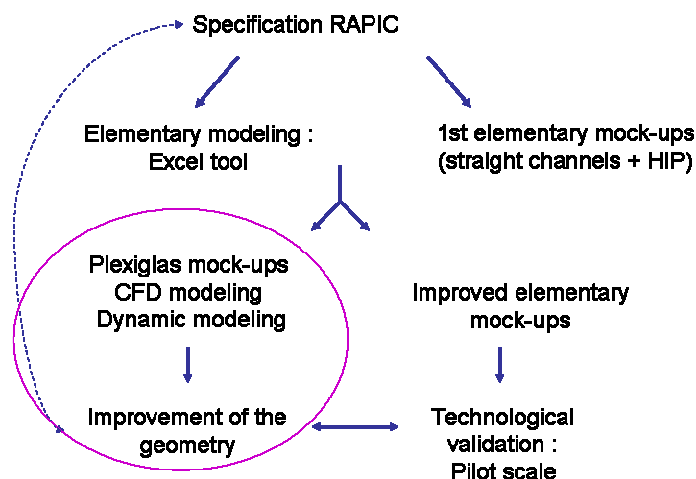 Specification RAPIC
Elementary modeling :
Excel tool
1st elementary mock-ups
(straight channels + HIP)
Plexiglas mock-ups
CFD modeling
Dynamic modeling
Improved elementary
mock-ups
Improvement of the
geometry
Technological
validation :
Pilot scale